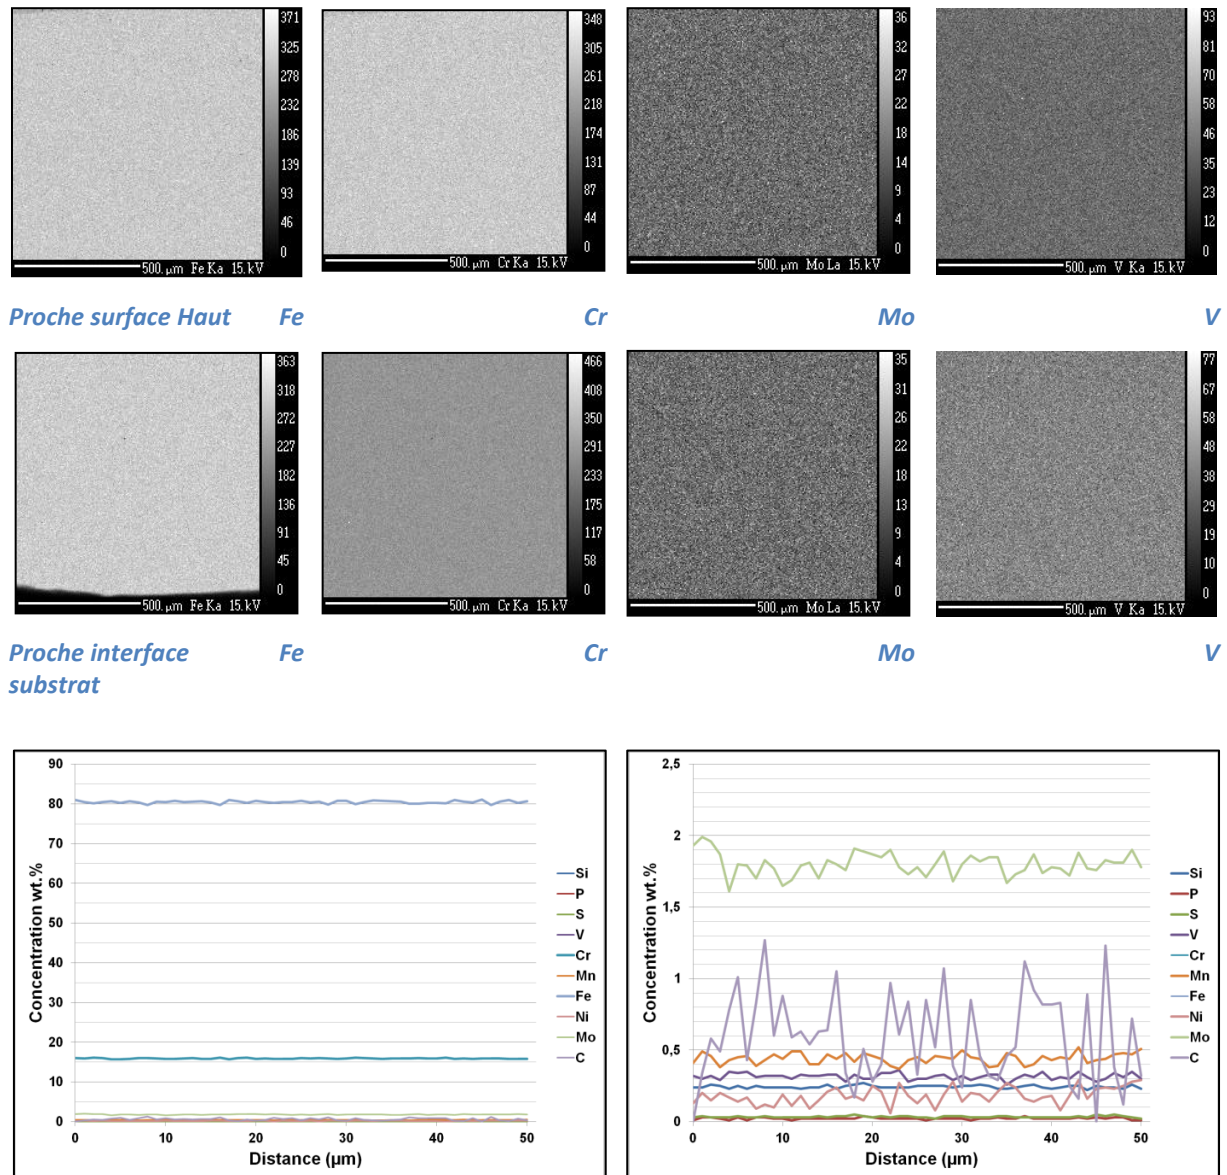 371
325
278
232
186
139
93
46
0
500. µm Fe Ka 15. kV
348
305
261
218
174
131
87
44
0
500. µm Cr Ka 15. kV
36
32
27
22
18
14
9
4
0
500. µm Mo La 15. kV
93
81
70
58
46
35
23
12
0
500. µm V Ka 15. kV
Proche surface Haut Fe Cr Mo V
363
318
272
227
182
136
91
45
0
500. µm Fe Ka 15. kV
466
408
350
291
233
175
117
58
0
500. µm Cr Ka 15. kV
35
31
26
22
18
13
9
4
0
500. µm Mo La 15. kV
77
67
58
48
38
29
19
10
0
500. µm V Ka 15. kV
Proche interface Fe Cr Mo V
substrat
Concentration wt.%
90
80
70
60
50
40
30
20
10
0
0 10 20 30 40 50
Distance (µm)
Si
P
S
V
Cr
Mn
Fe
Ni
Mo
C
Concentration wt.%
2,5
2
1,5
1
0,5
0
0 10 20 30 40 50
Distance (µm)
Si
P
S
V
Cr
Mn
Fe
Ni
Mo
C